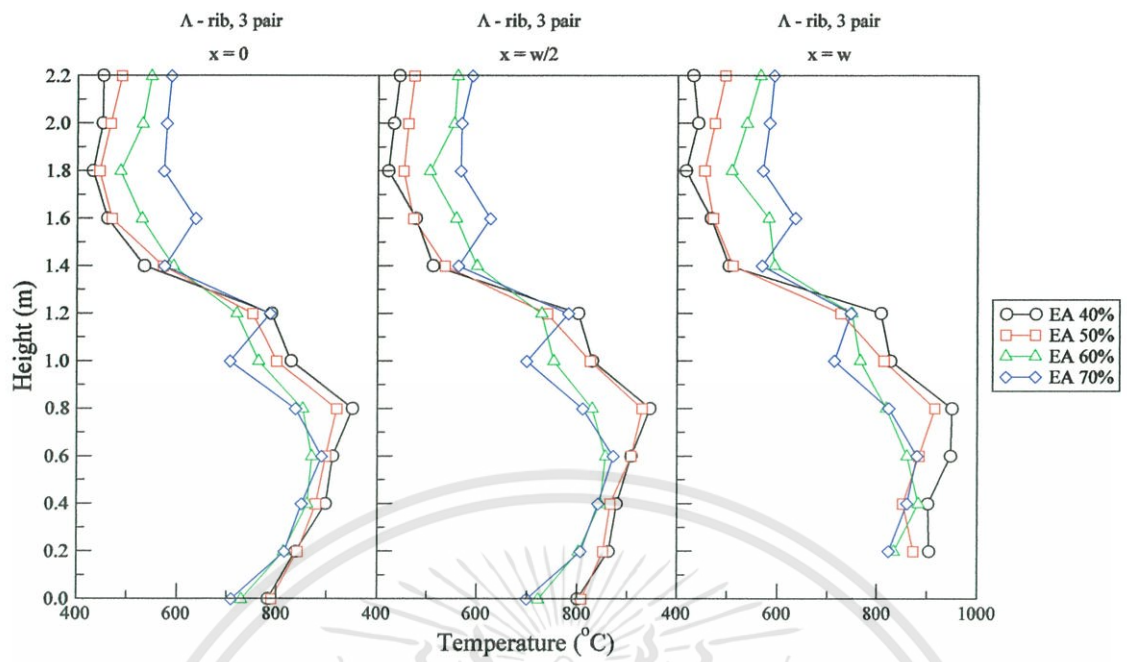 Λ - rib, 3 pair Λ - rib, 3 pair Λ - rib, 3 pair
x = 0 x = w/2 x = w
2.2
2.0
1.8
1.6
1.4
1.2
1.0
0.8
0.6
0.4
0.2
0.0
Height (m)
EA 40%
EA 50%
EA 60%
EA 70%
400 600 800 400 600 800 400 600 800 1000
Temperature (°C)